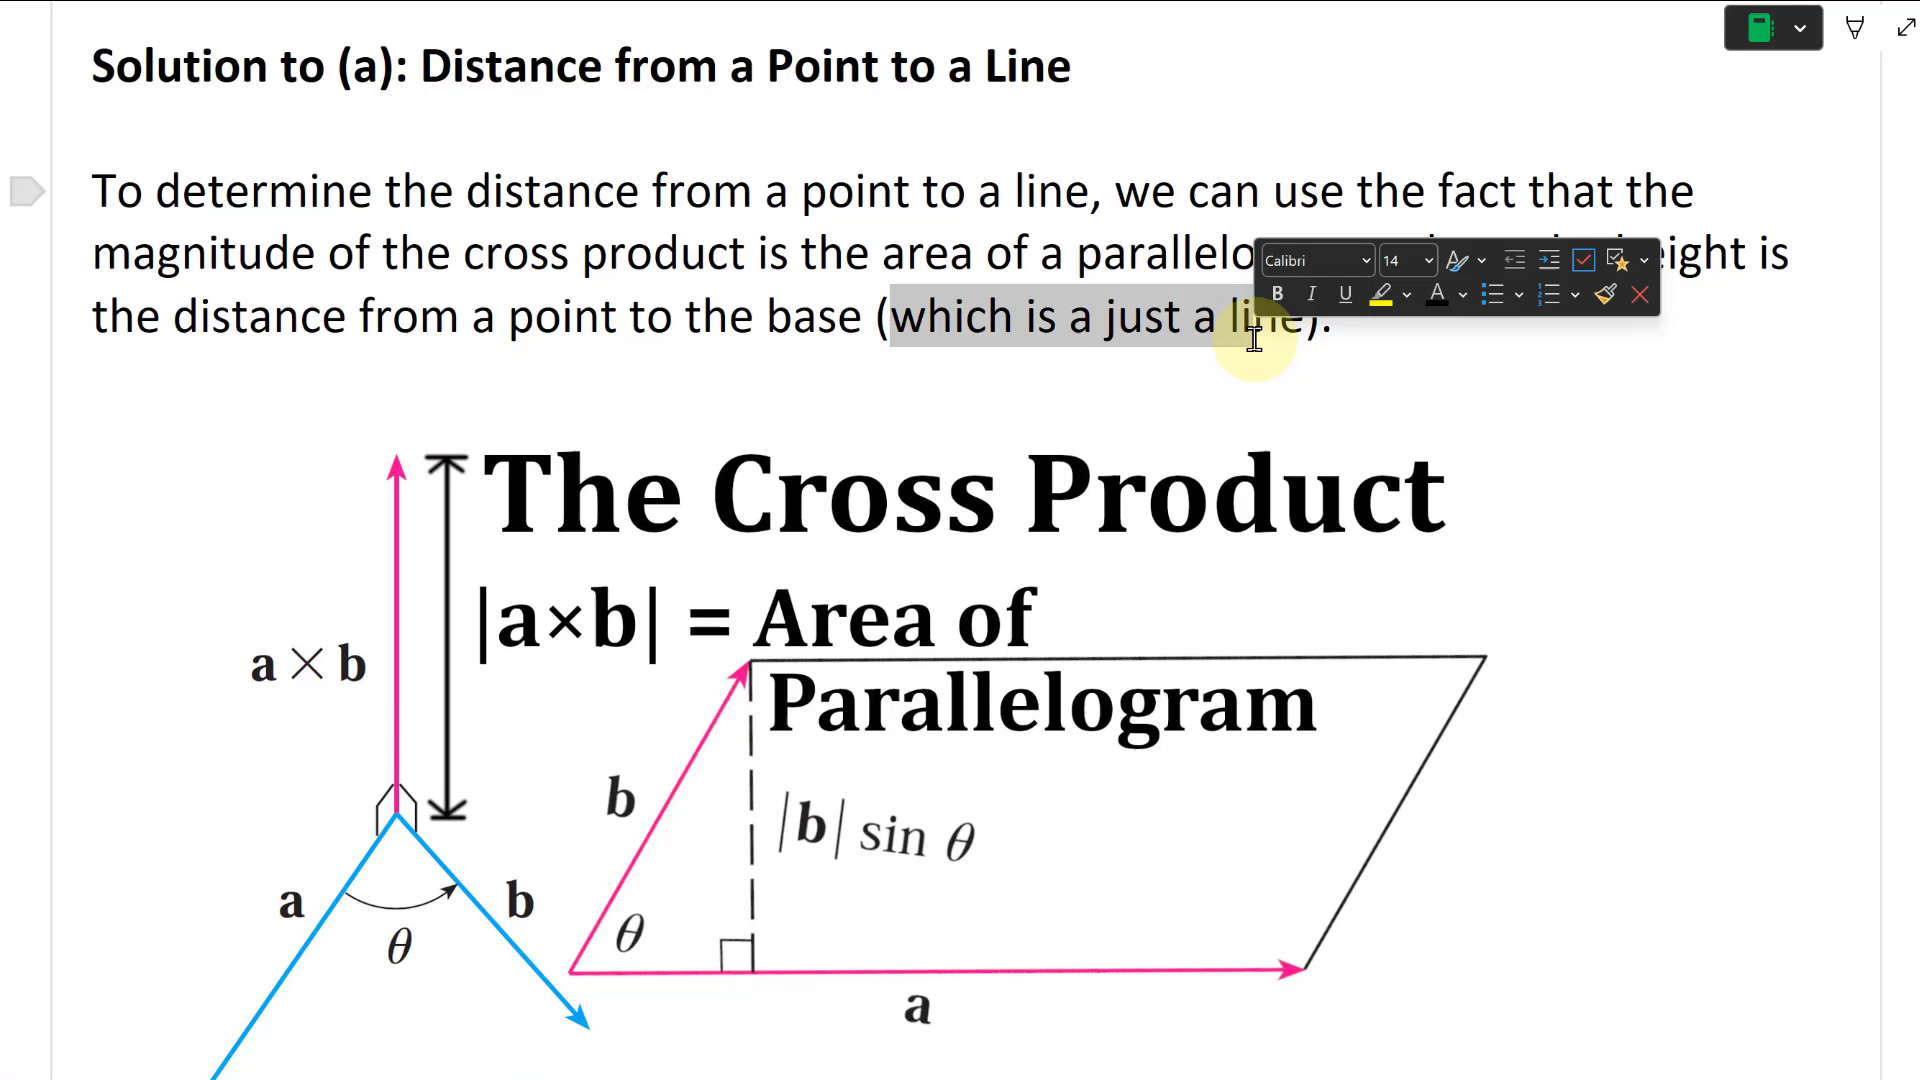 Solution to (a): Distance from a Point to a Line
To determine the distance from a point to a line, we can use the fact that the
magnitude of the cross product is the area of a parallelo eight is
the distance from a point to the base (which is a just a line).
Calibri 14
B I U A
The Cross Product
|a×b| = Area of
Parallelogram
a × b
b
|b| sin θ
a
b
θ
θ
a